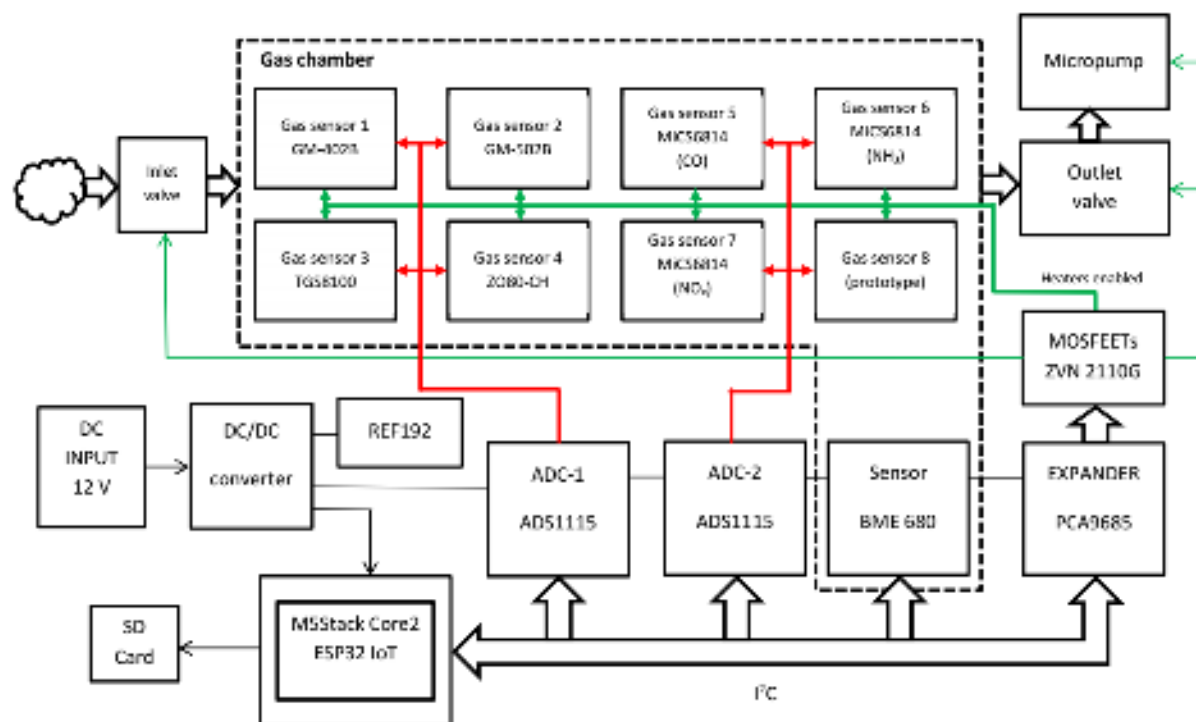 Gas chamber
Micropump
Gas sensor 1
GM-402B
Gas sensor 2
GM-502B
Gas sensor 5
MiCS6814
(CO)
Gas sensor 6
MiCS6814
(NH₃)
Inlet
valve
Outlet
valve
Gas sensor 3
TGS8100
Gas sensor 4
ZO80-CH
Gas sensor 7
MiCS6814
(NOₓ)
Gas sensor 8
(prototype)
Heaters enabled
MOSFEETs
ZVN 2110G
DC
INPUT
12 V
DC/DC
converter
REF192
ADC-1
ADS1115
ADC-2
ADS1115
Sensor
BME 680
EXPANDER
PCA9685
SD
Card
M5Stack Core2
ESP32 IoT
I²C